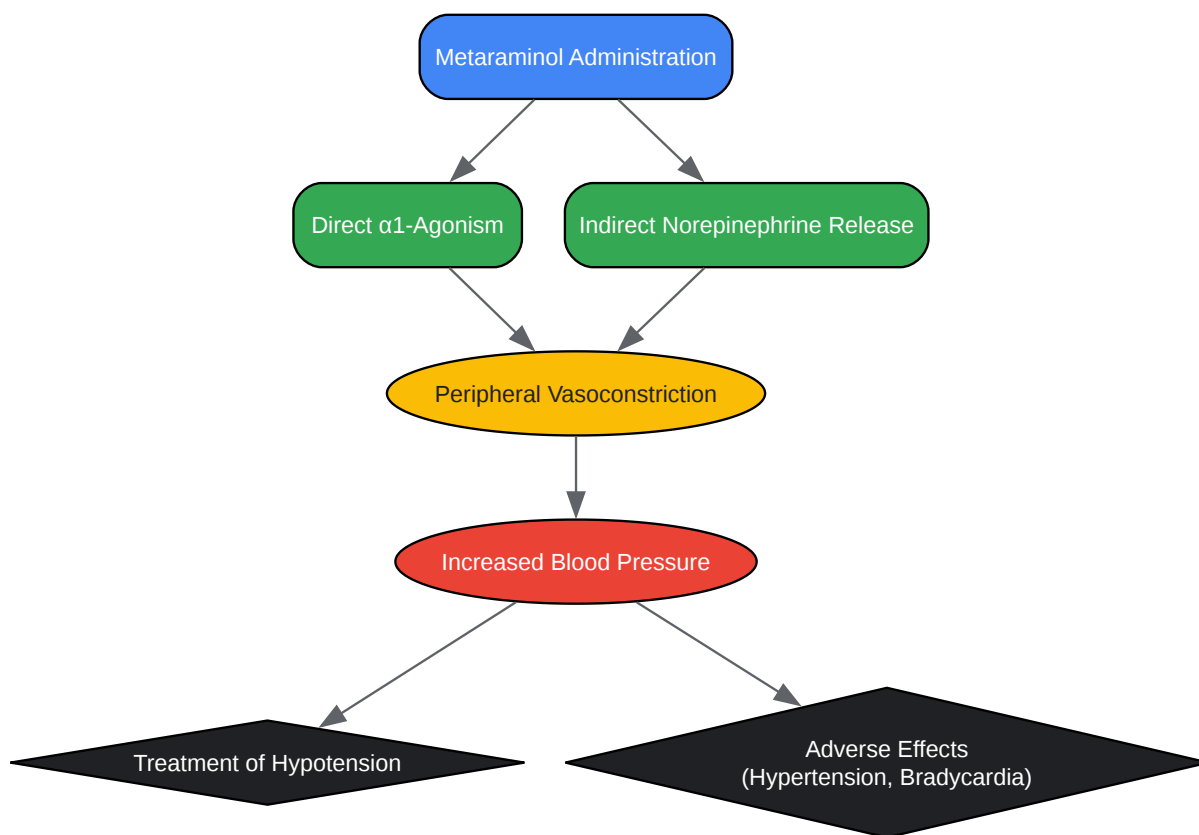 Metaraminol Administration
Direct α1-Agonism
Indirect Norepinephrine Release
Peripheral Vasoconstriction
Increased Blood Pressure
Treatment of Hypotension
Adverse Effects
(Hypertension, Bradycardia)